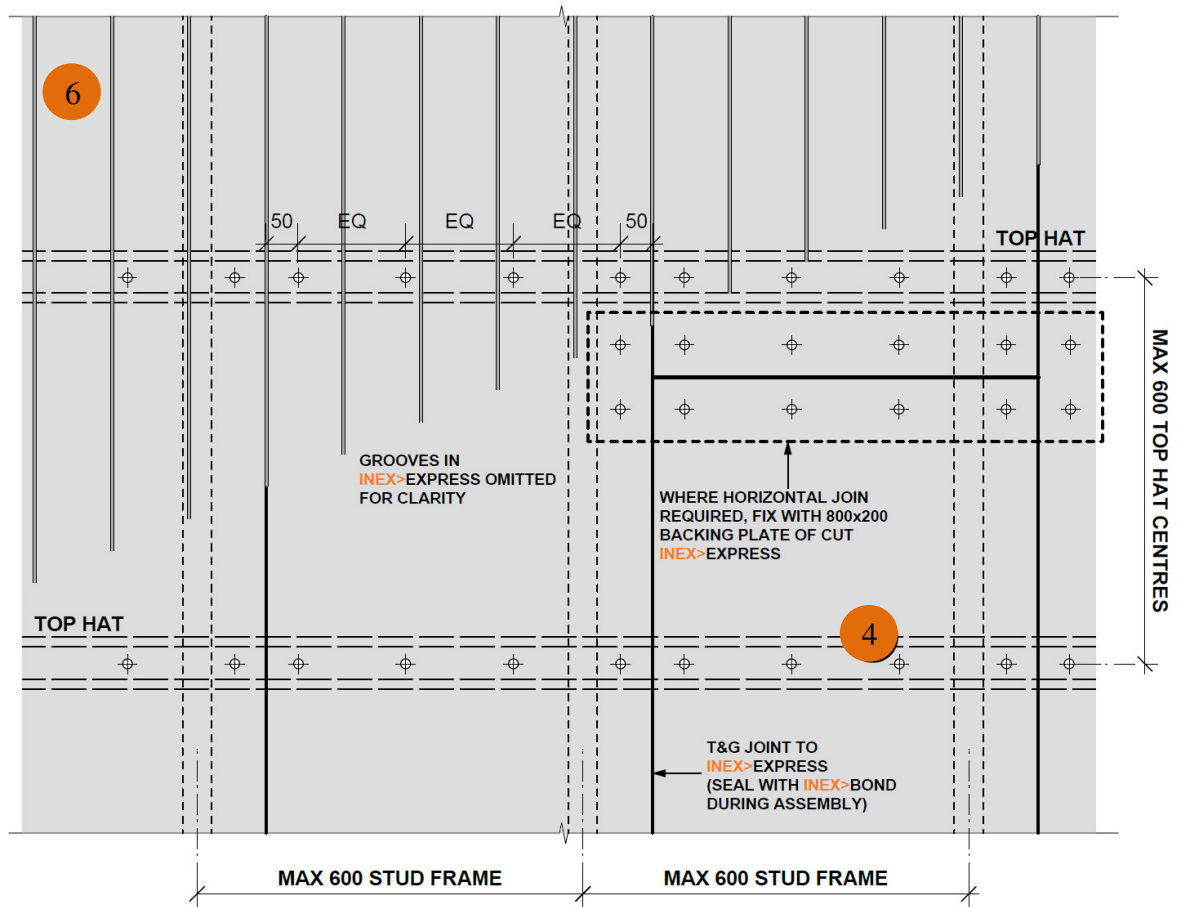 6
50
EQ
EQ
EQ
50
TOP HAT
GROOVES IN
INEX>EXPRESS OMITTED
FOR CLARITY
WHERE HORIZONTAL JOIN
REQUIRED, FIX WITH 800x200
BACKING PLATE OF CUT
INEX>EXPRESS
MAX 600 TOP HAT CENTRES
TOP HAT
4
T&G JOINT TO
INEX>EXPRESS
(SEAL WITH INEX>BOND
DURING ASSEMBLY)
MAX 600 STUD FRAME
MAX 600 STUD FRAME